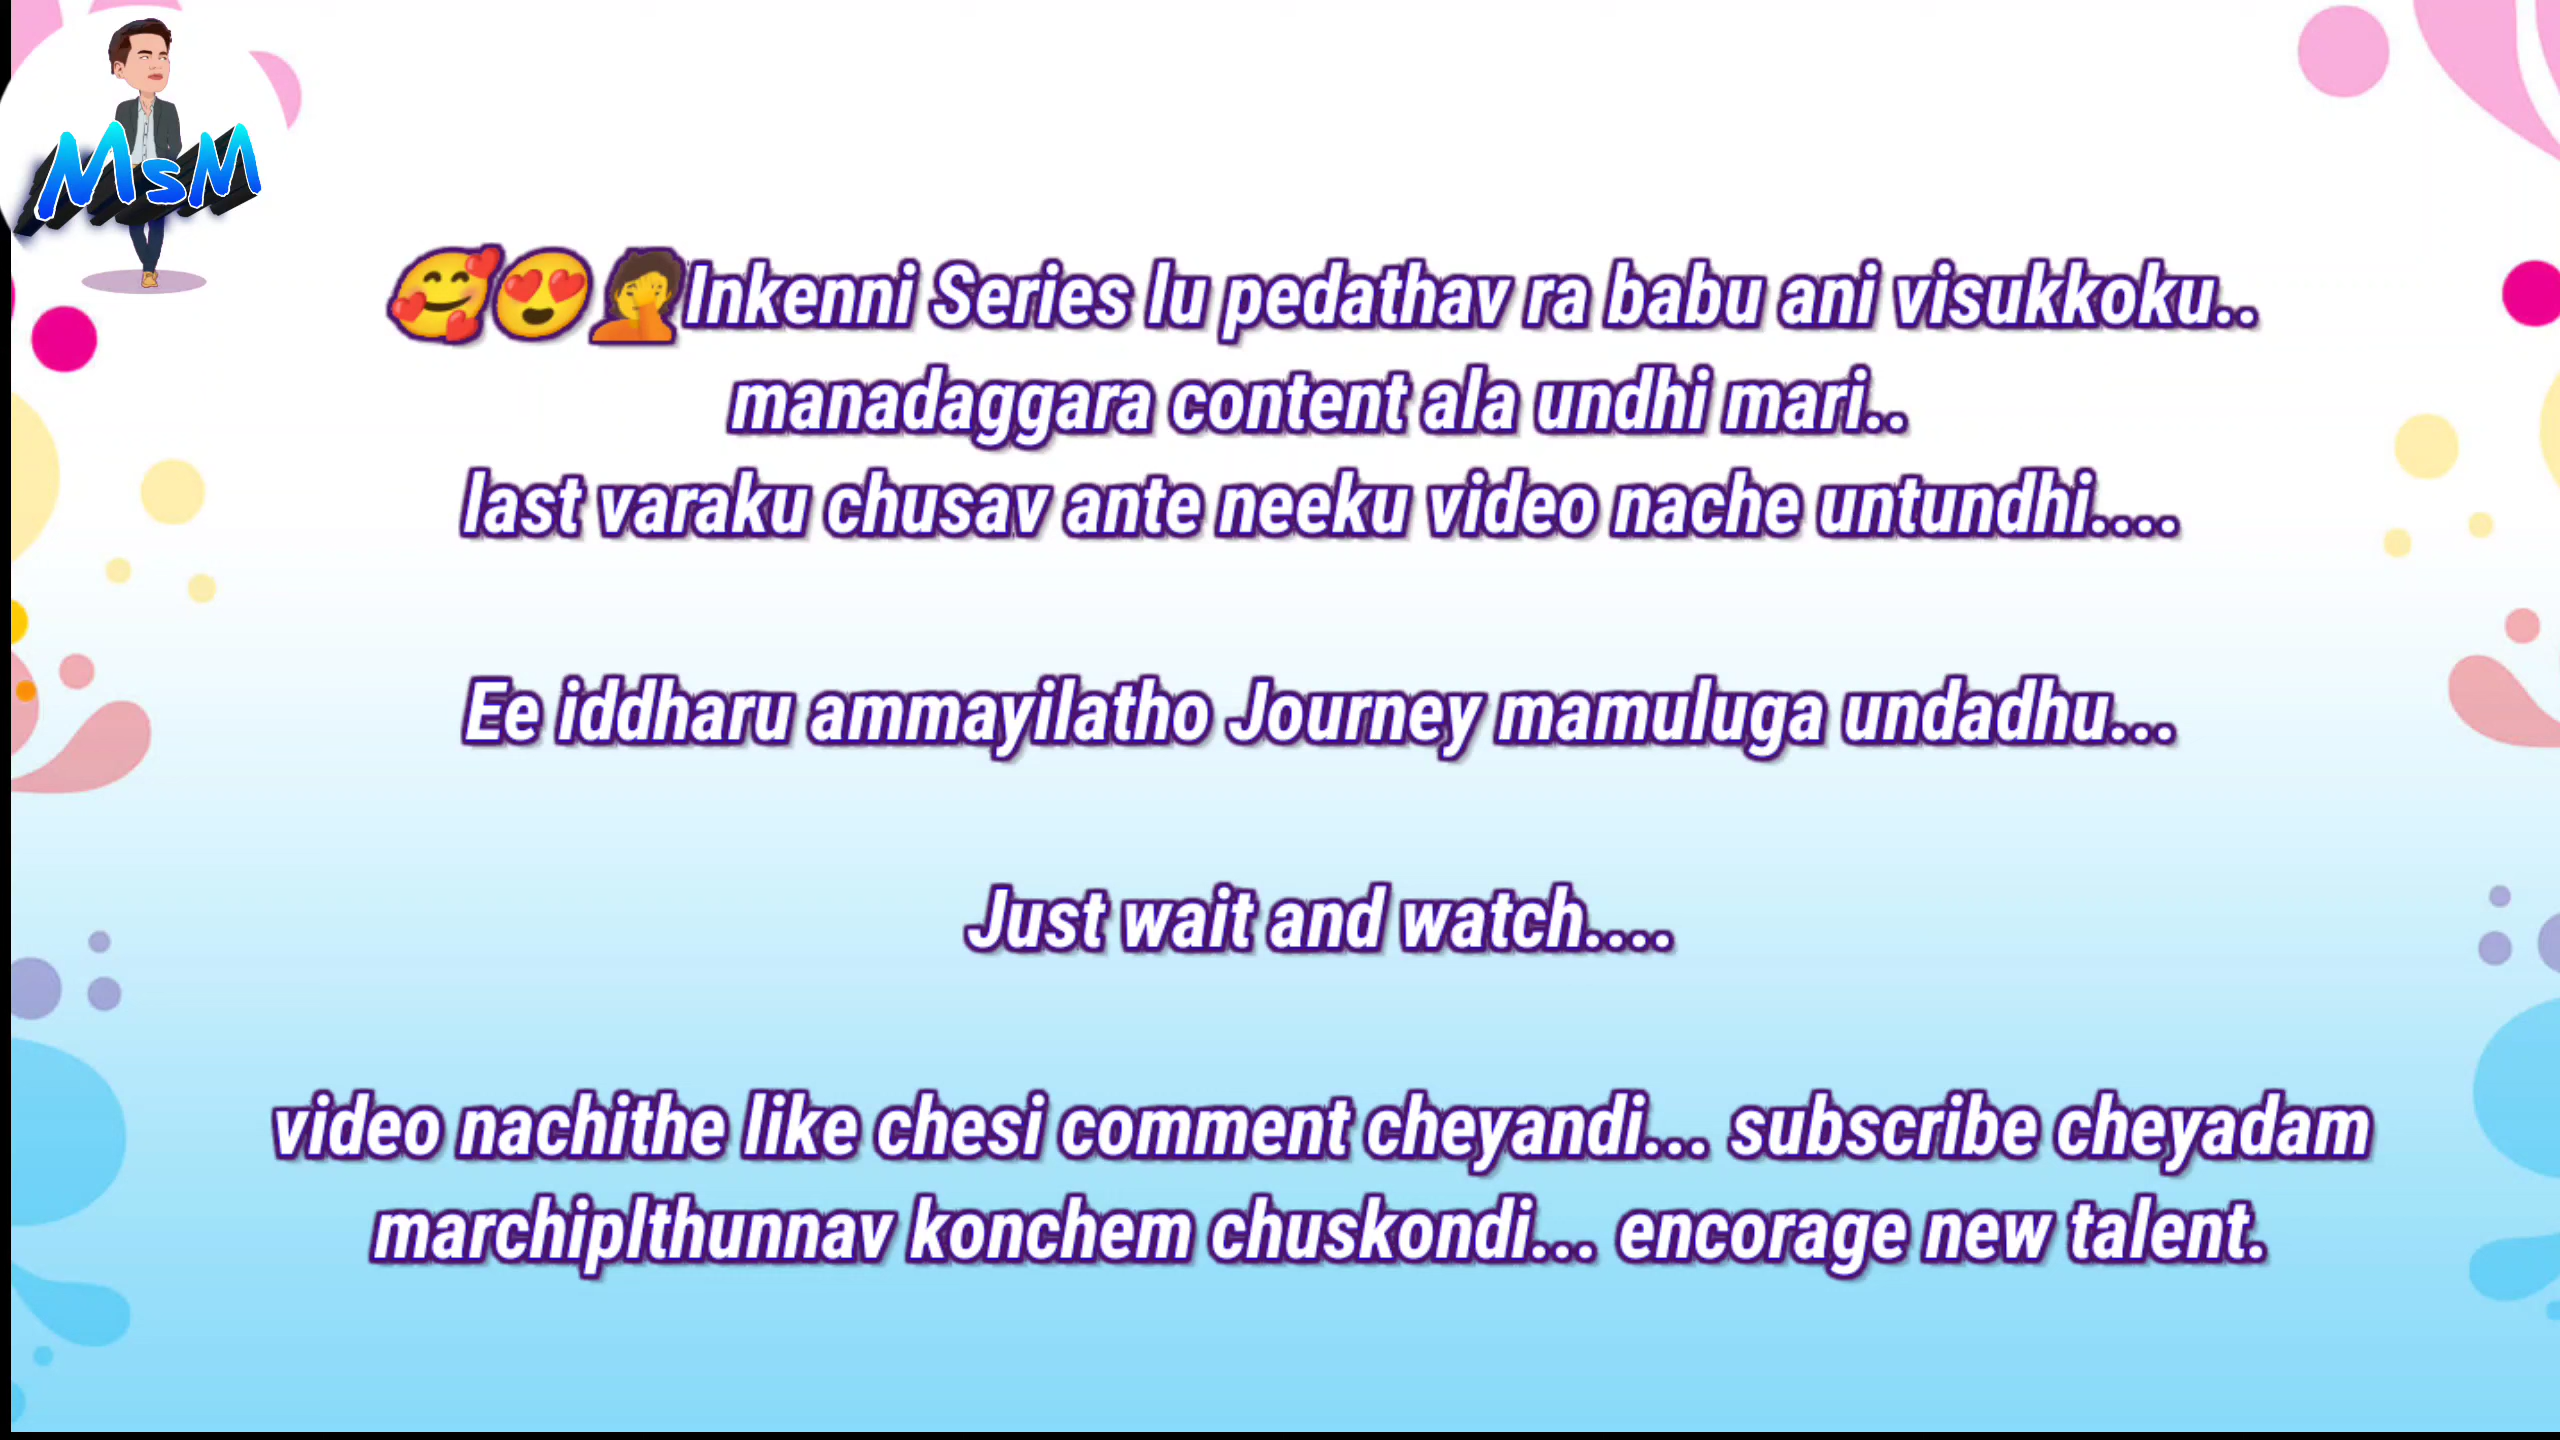 MsM
🥰😍🤦Inkenni Series lu pedathav ra babu ani visukkoku..
manadaggara content ala undhi mari..
last varaku chusav ante neeku video nache untundhi....
Ee iddharu ammayilatho Journey mamuluga undadhu...
Just wait and watch....
video nachithe like chesi comment cheyandi... subscribe cheyadam
marchiplthunnav konchem chuskondi... encorage new talent.